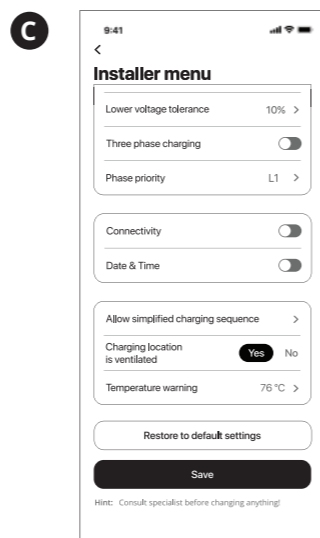 C
9:41
Installer menu
Lower voltage tolerance 10% >
Three phase charging
Phase priority L1 >
Connectivity
Date & Time
Allow simplified charging sequence >
Charging location
is ventilated Yes No
Temperature warning 76 °C >
Restore to default settings
Save
Hint: Consult specialist before changing anything!